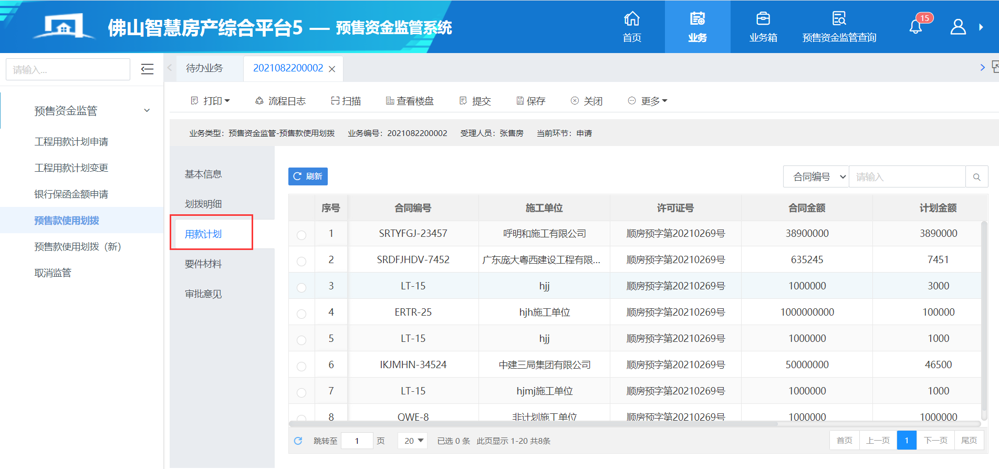 佛山智慧房产综合平台5 — 预售资金监管系统
首页
业务
业务箱
预售资金监管查询
15
请输入...
待办业务
2021082200002
预售资金监管
工程用款计划申请
工程用款计划变更
银行保函金额申请
预售款使用划拨
预售款使用划拨（新）
取消监管
打印 流程日志 扫描 查看楼盘 提交 保存 关闭 更多
业务类型：预售资金监管-预售款使用划拨 业务编号：2021082200002 受理人员：张售房 当前环节：申请
基本信息
划拨明细
用款计划
要件材料
审批意见
刷新
合同编号 请输入
序号 合同编号 施工单位 许可证号 合同金额 计划金额
1 SRTYFGJ-23457 呼明和施工有限公司 顺房预字第20210269号 38900000 3890000
2 SRDFJHDV-7452 广东庞大粤西建设工程有限... 顺房预字第20210269号 635245 7451
3 LT-15 hjj 顺房预字第20210269号 1000000 3000
4 ERTR-25 hjh施工单位 顺房预字第20210269号 1000000000 100000
5 LT-15 hjj 顺房预字第20210269号 1000000 1000
6 IKJMHN-34524 中建三局集团有限公司 顺房预字第20210269号 50000000 46500
7 LT-15 hjmj施工单位 顺房预字第20210269号 1000000 1000
8 QWE-8 非计划施工单位 顺房预字第20210269号 1000000 1000000
跳转至 1 页 20 已选 0 条 此页显示 1-20 共8条
首页 上一页 1 下一页 尾页